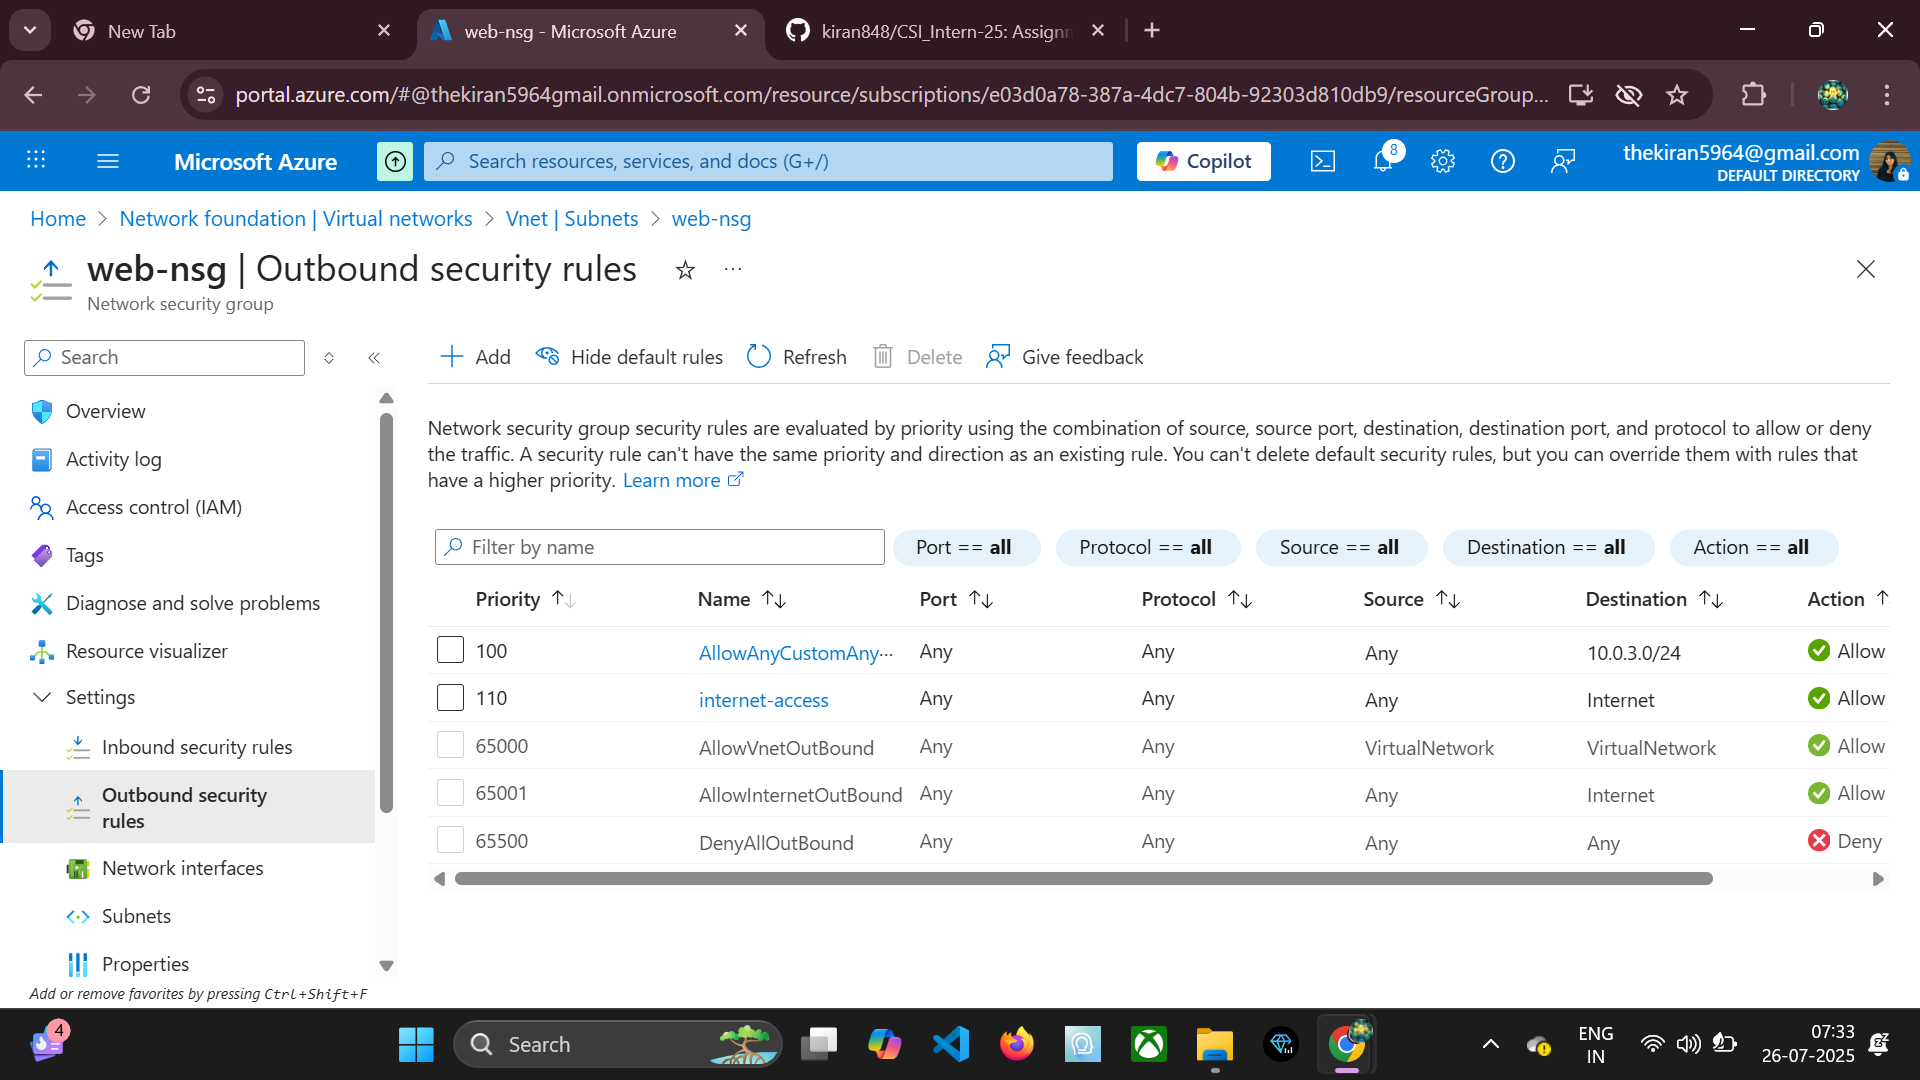 New Tab
web-nsg - Microsoft Azure
kiran848/CSI_Intern-25: Assignm
portal.azure.com/#@thekiran5964gmail.onmicrosoft.com/resource/subscriptions/e03d0a78-387a-4dc7-804b-92303d810db9/resourceGroup...
Microsoft Azure
Search resources, services, and docs (G+/)
Copilot
8
thekiran5964@gmail.com
DEFAULT DIRECTORY
Home > Network foundation | Virtual networks > Vnet | Subnets > web-nsg
web-nsg | Outbound security rules
Network security group
Search
Add Hide default rules Refresh Delete Give feedback
Overview
Activity log
Access control (IAM)
Tags
Diagnose and solve problems
Resource visualizer
Settings
Inbound security rules
Outbound security
rules
Network interfaces
Subnets
Properties
Add or remove favorites by pressing Ctrl+Shift+F
Network security group security rules are evaluated by priority using the combination of source, source port, destination, destination port, and protocol to allow or deny
the traffic. A security rule can't have the same priority and direction as an existing rule. You can't delete default security rules, but you can override them with rules that
have a higher priority. Learn more
Filter by name Port == all Protocol == all Source == all Destination == all Action == all
Priority Name Port Protocol Source Destination Action
100 AllowAnyCustomAny... Any Any Any 10.0.3.0/24 Allow
110 internet-access Any Any Any Internet Allow
65000 AllowVnetOutBound Any Any VirtualNetwork VirtualNetwork Allow
65001 AllowInternetOutBound Any Any Any Internet Allow
65500 DenyAllOutBound Any Any Any Any Deny
4
Search
ENG
IN
07:33
26-07-2025